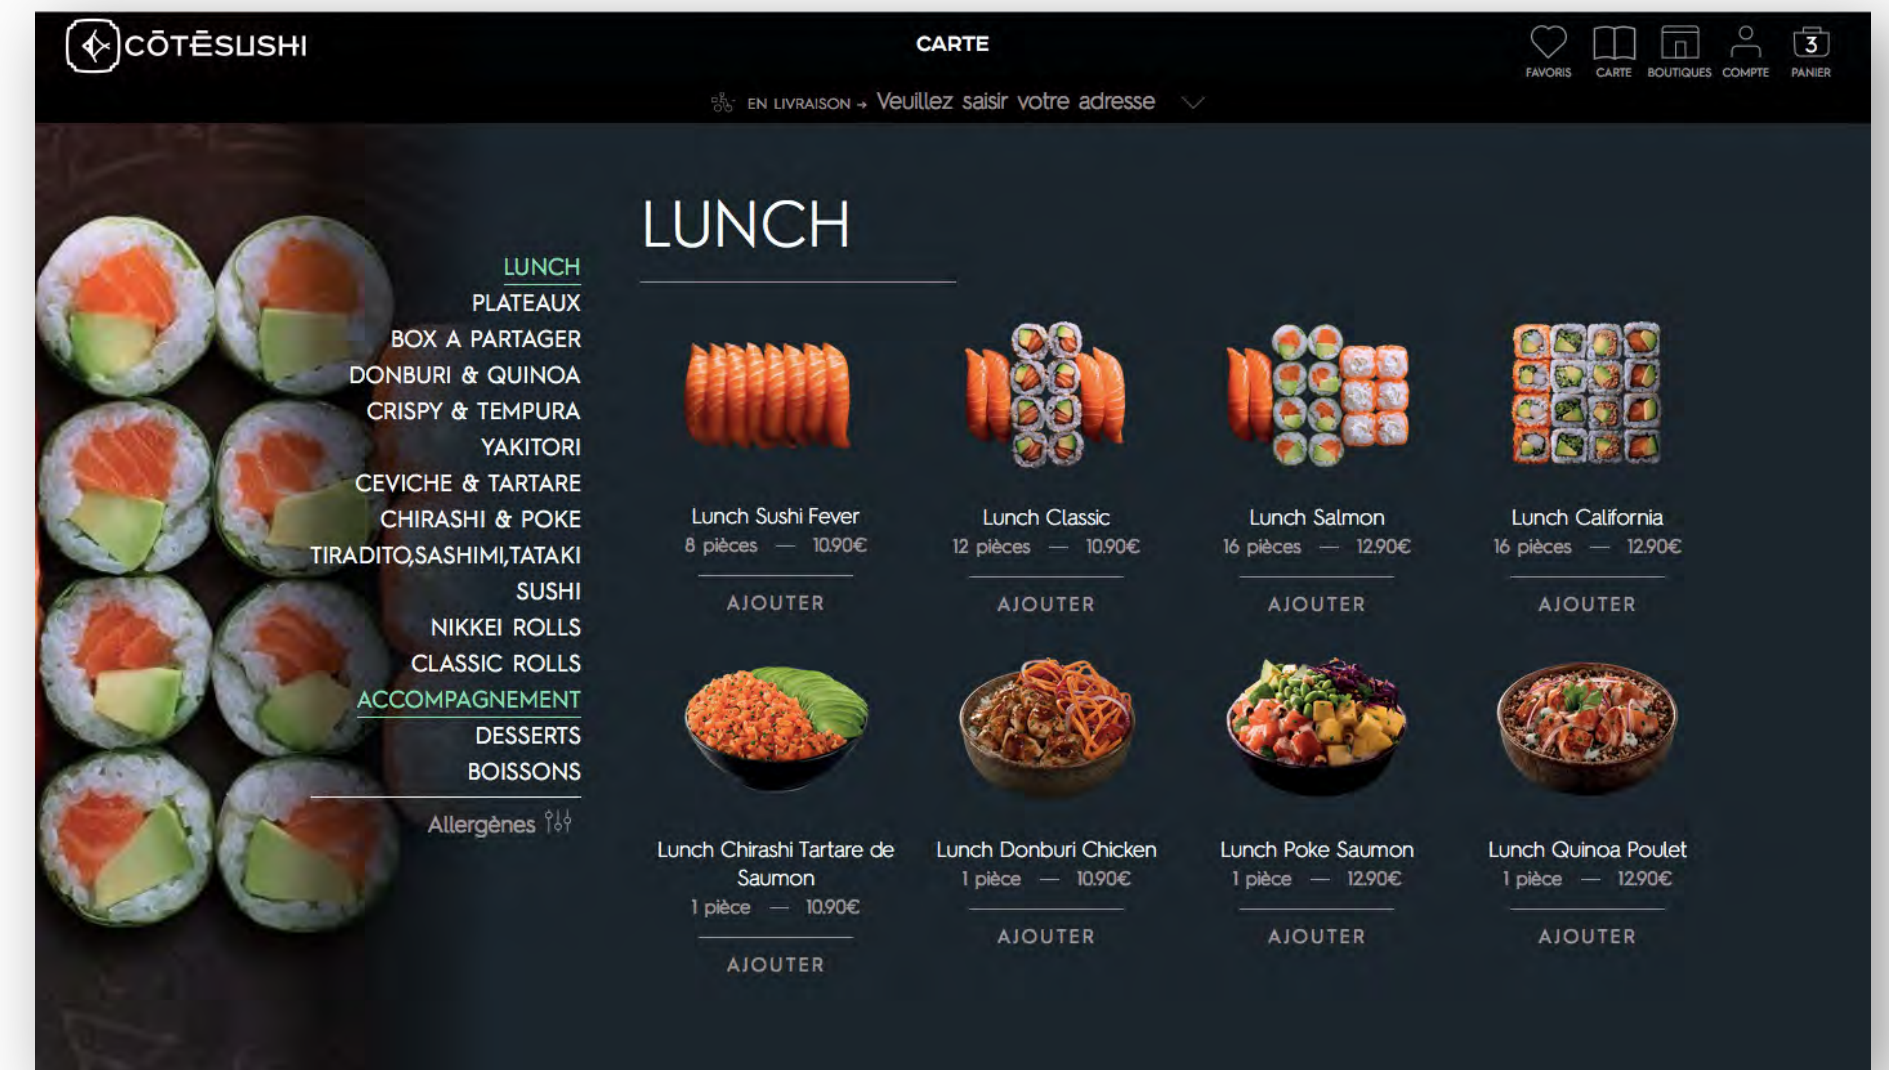 CŌTĒSUSHI
CARTE
FAVORIS
CARTE
BOUTIQUES
COMPTE
3
PANIER
EN LIVRAISON → Veuillez saisir votre adresse
LUNCH
PLATEAUX
BOX A PARTAGER
DONBURI & QUINOA
CRISPY & TEMPURA
YAKITORI
CEVICHE & TARTARE
CHIRASHI & POKE
TIRADITO,SASHIMI,TATAKI
SUSHI
NIKKEI ROLLS
CLASSIC ROLLS
ACCOMPAGNEMENT
DESSERTS
BOISSONS
Allergènes
LUNCH
Lunch Sushi Fever
8 pièces — 10.90€
AJOUTER
Lunch Classic
12 pièces — 10.90€
AJOUTER
Lunch Salmon
16 pièces — 12.90€
AJOUTER
Lunch California
16 pièces — 12.90€
AJOUTER
Lunch Chirashi Tartare de
Saumon
1 pièce — 10.90€
AJOUTER
Lunch Donburi Chicken
1 pièce — 10.90€
AJOUTER
Lunch Poke Saumon
1 pièce — 12.90€
AJOUTER
Lunch Quinoa Poulet
1 pièce — 12.90€
AJOUTER